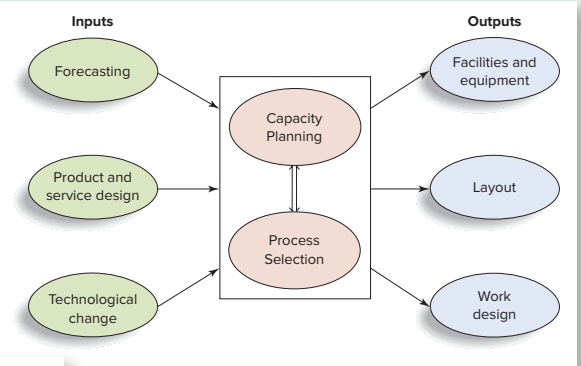 Inputs
Outputs
Forecasting
Facilities and
equipment
Capacity
Planning
Product and
service design
Layout
Process
Selection
Technological
change
Work
design